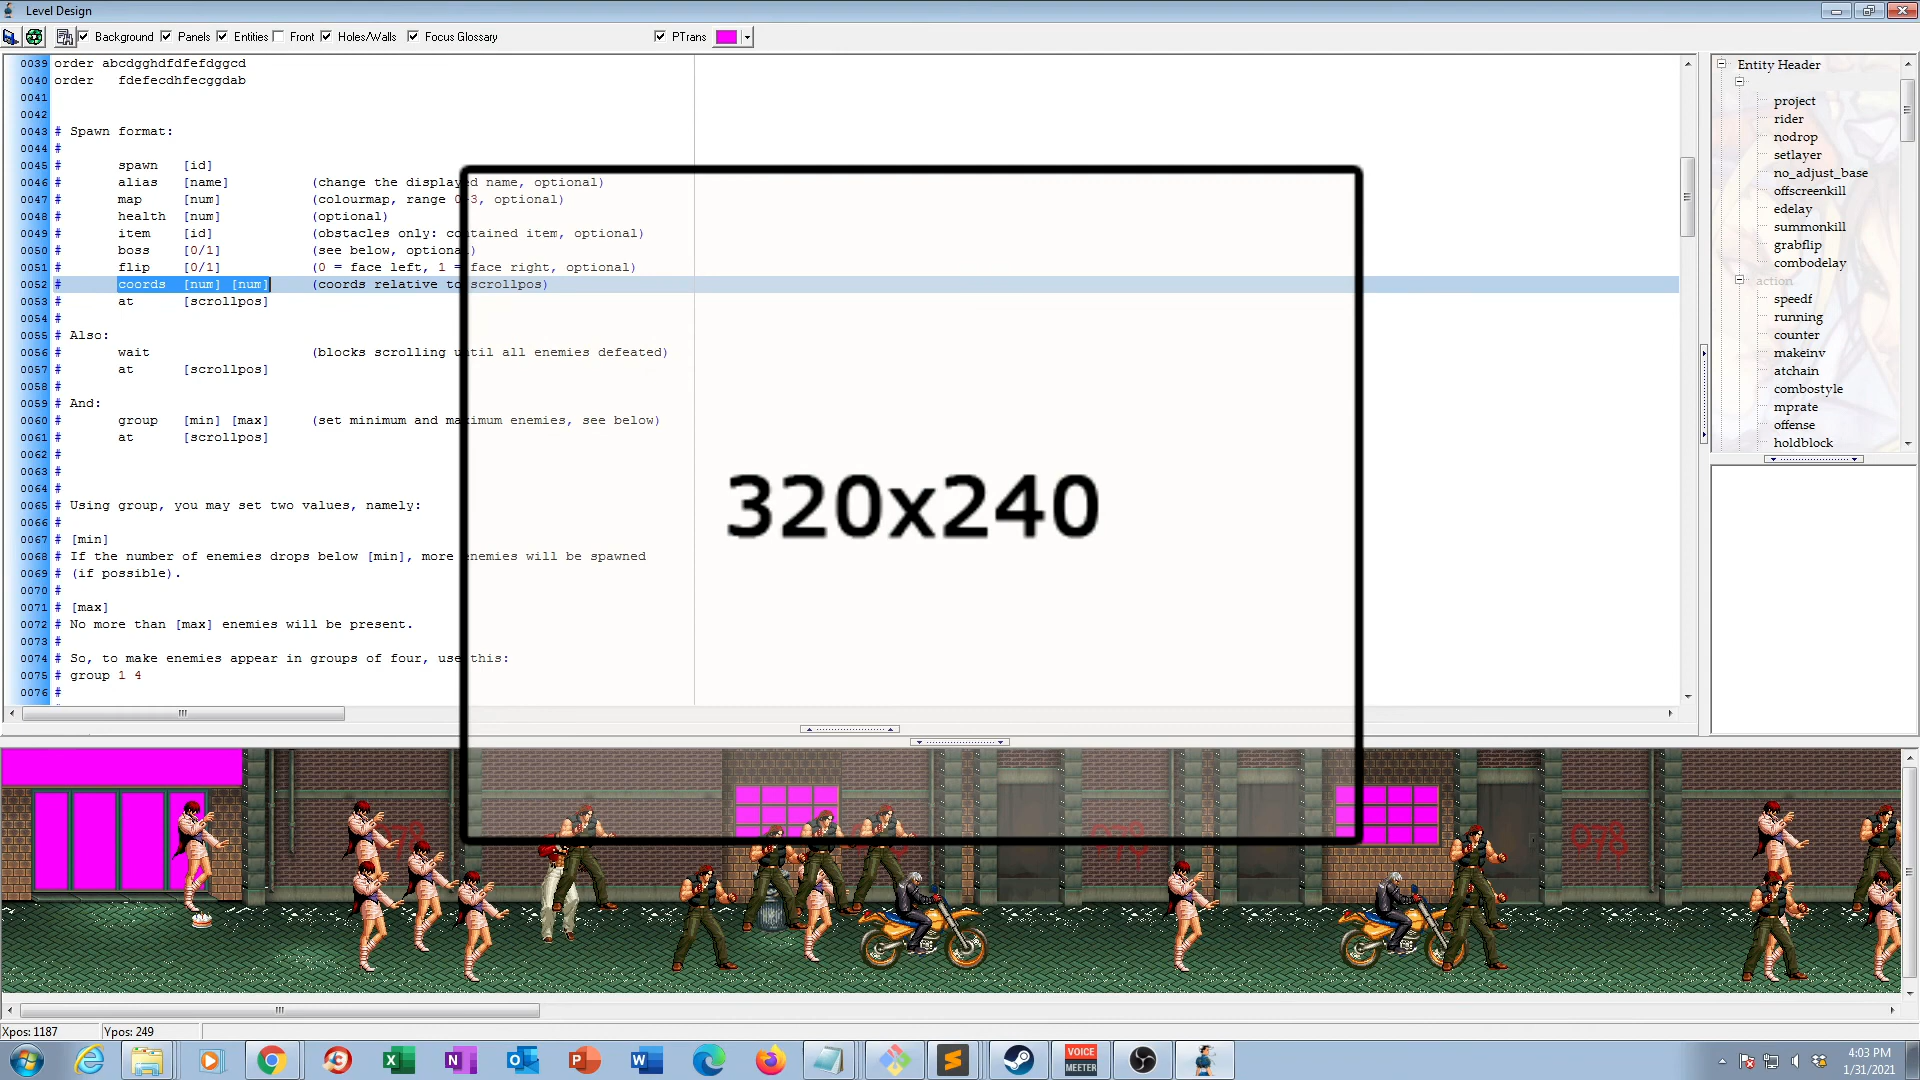 Level Design
Background Panels Entities Front Holes/Walls Focus Glossary PTrans
0039 order abcdgghdfdfefdggcd
0040 order   fdefecdhfecggdab
0041
0042
0043 # Spawn format:
0044 #
0045 #       spawn   [id]
0046 #       alias   [name]          (change the displayed name, optional)
0047 #       map     [num]           (colourmap, range 0-3, optional)
0048 #       health  [num]           (optional)
0049 #       item    [id]            (obstacles only: contained item, optional)
0050 #       boss    [0/1]           (see below, optional)
0051 #       flip    [0/1]           (0 = face left, 1 = face right, optional)
0052 #       coords  [num] [num]     (coords relative to scrollpos)
0053 #       at      [scrollpos]
0054 #
0055 # Also:
0056 #       wait                    (blocks scrolling until all enemies defeated)
0057 #       at      [scrollpos]
0058 #
0059 # And:
0060 #       group   [min] [max]     (set minimum and maximum enemies, see below)
0061 #       at      [scrollpos]
0062 #
0063 #
0064 #
0065 # Using group, you may set two values, namely:
0066 #
0067 # [min]
0068 # If the number of enemies drops below [min], more enemies will be spawned
0069 # (if possible).
0070 #
0071 # [max]
0072 # No more than [max] enemies will be present.
0073 #
0074 # So, to make enemies appear in groups of four, use this:
0075 # group 1 4
0076 #
320x240
Entity Header
project
rider
nodrop
setlayer
no_adjust_base
offscreenkill
edelay
summonkill
grabflip
combodelay
action
speedf
running
counter
makeinv
atchain
combostyle
mprate
offense
holdblock
078
078
078
Xpos: 1187 Ypos: 249
VOICE
MEETER
4:03 PM
1/31/2021